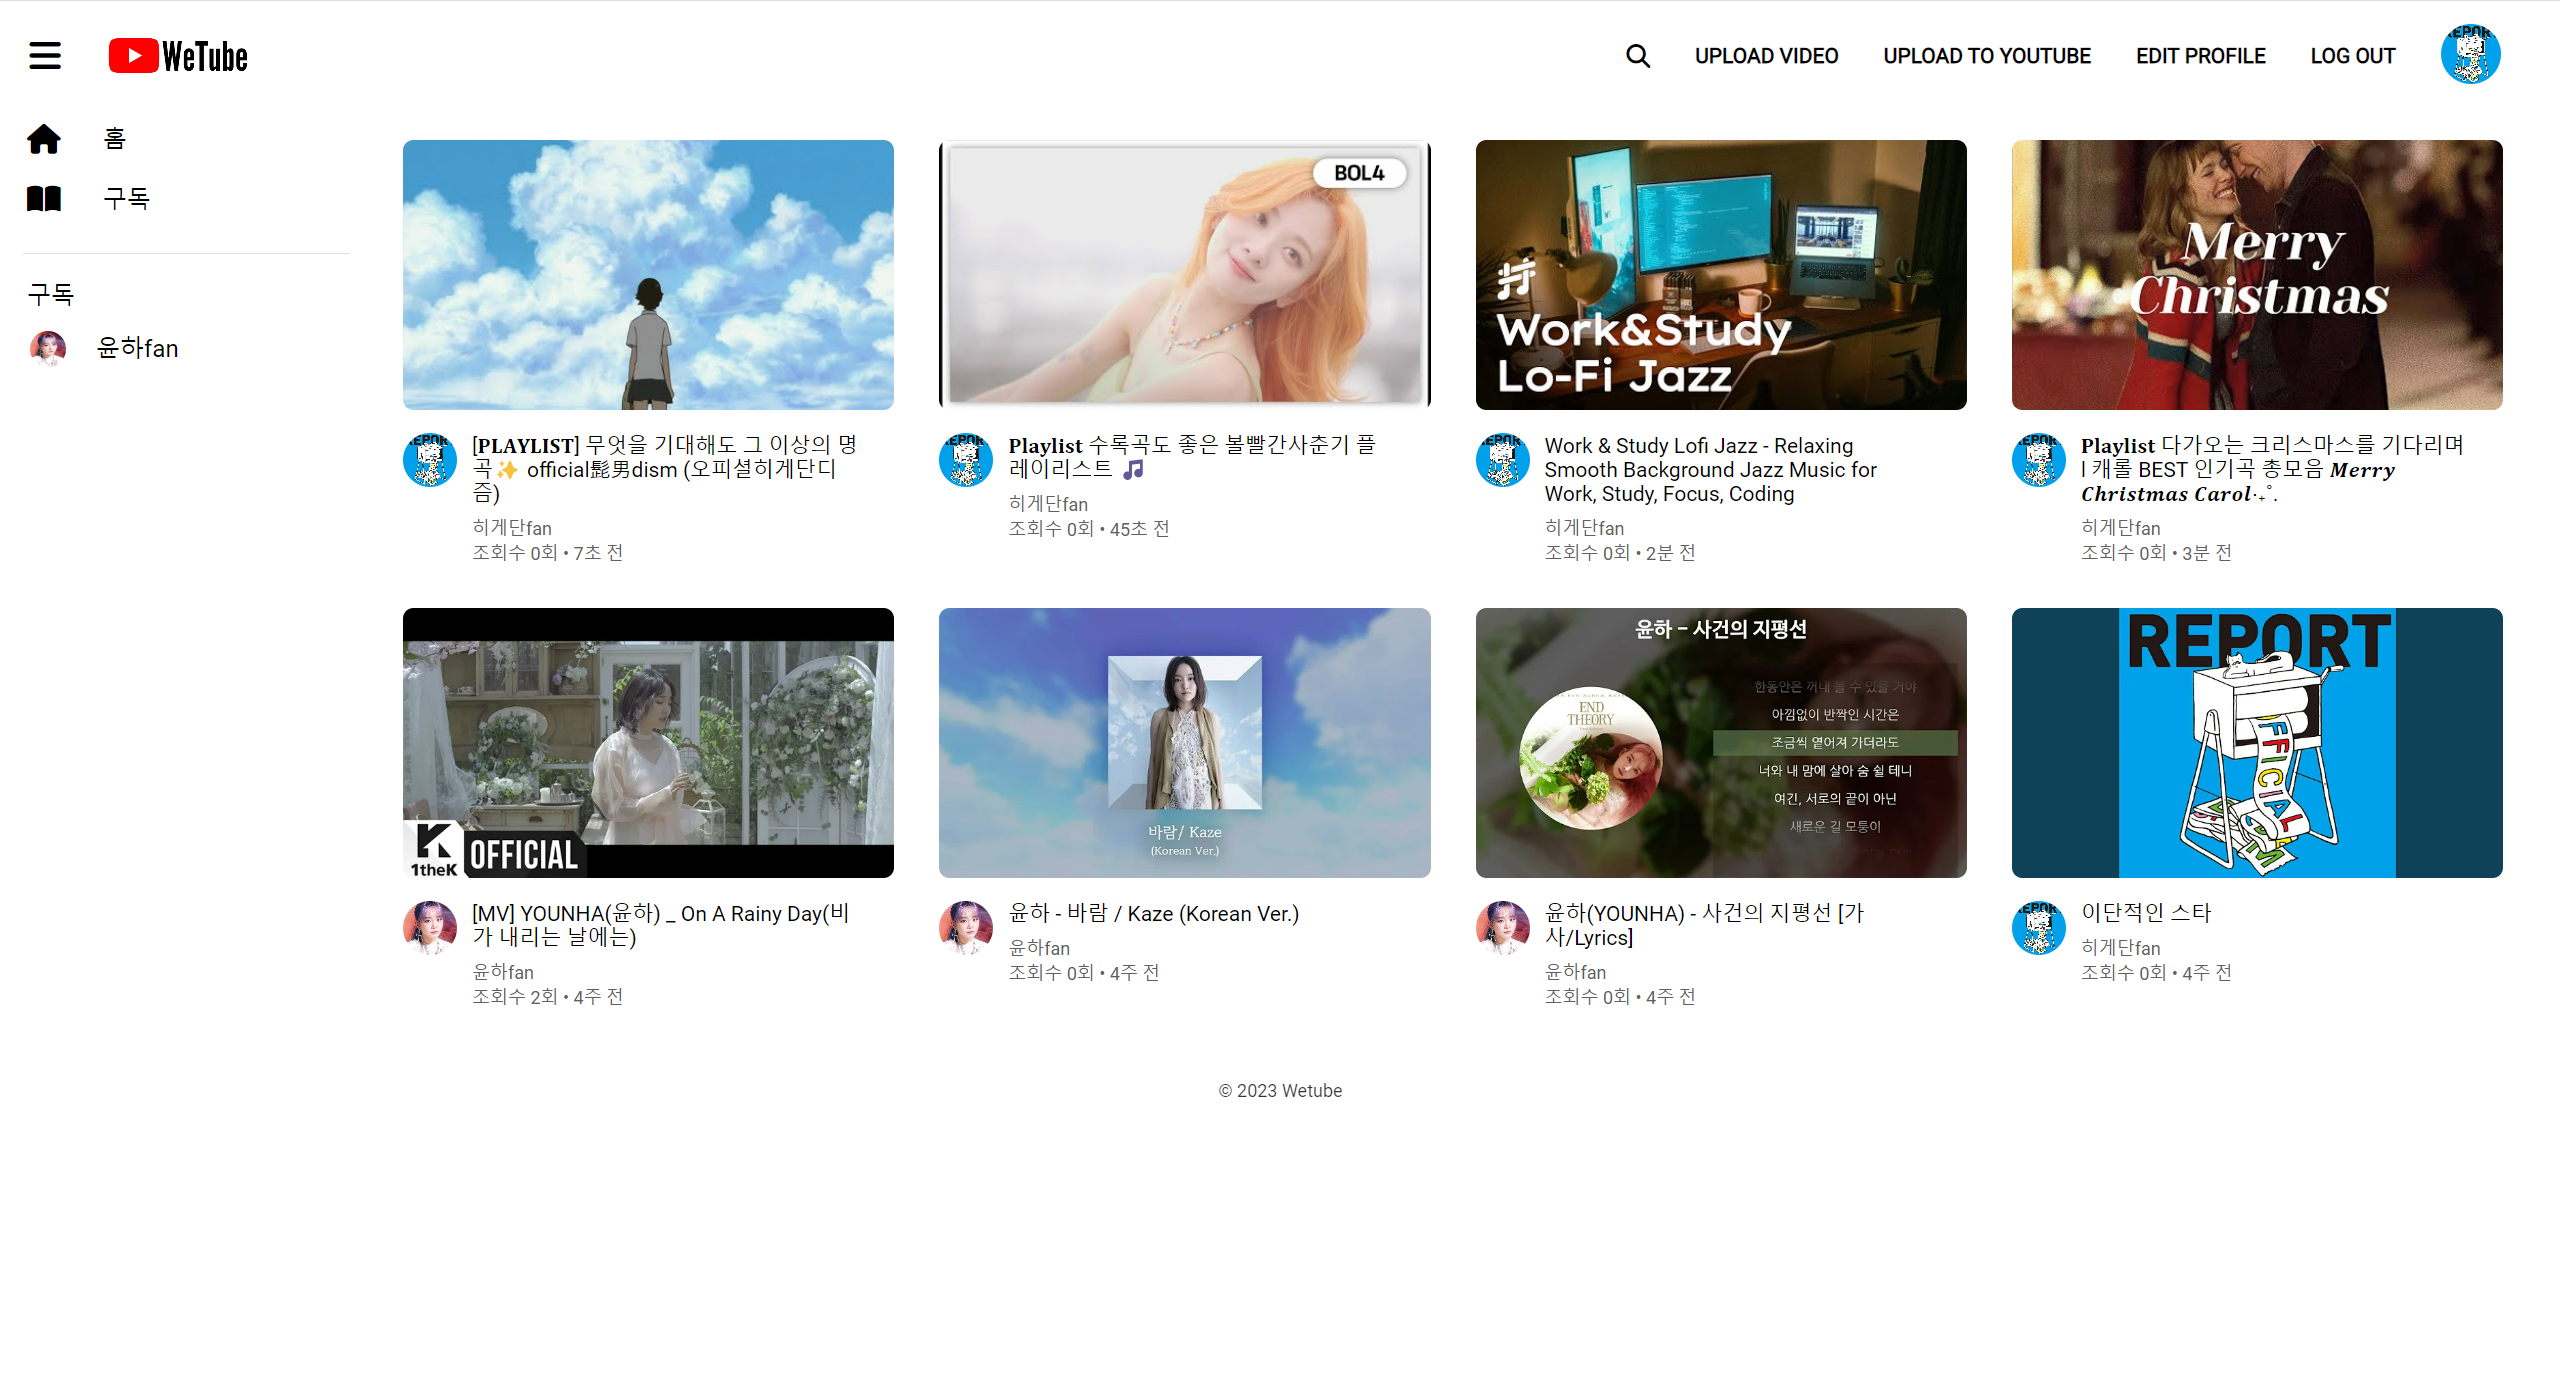 WeTube
UPLOAD VIDEO
UPLOAD TO YOUTUBE
EDIT PROFILE
LOG OUT
홈
구독
구독
윤하fan
BOL4
Work&Study
Lo-Fi Jazz
Merry
Christmas
[PLAYLIST] 무엇을 기대해도 그 이상의 명
곡✨ official髭男dism (오피셜히게단디
즘)
히게단fan
조회수 0회 • 7초 전
Playlist 수록곡도 좋은 볼빨간사춘기 플
레이리스트 🎵
히게단fan
조회수 0회 • 45초 전
Work & Study Lofi Jazz - Relaxing
Smooth Background Jazz Music for
Work, Study, Focus, Coding
히게단fan
조회수 0회 • 2분 전
Playlist 다가오는 크리스마스를 기다리며
l 캐롤 BEST 인기곡 총모음 𝑴𝒆𝒓𝒓𝒚
𝑪𝒉𝒓𝒊𝒔𝒕𝒎𝒂𝒔 𝑪𝒂𝒓𝒐𝒍‧₊˚.
히게단fan
조회수 0회 • 3분 전
1theK
OFFICIAL
바람/ Kaze
(Korean Ver.)
윤하 - 사건의 지평선
END
THEORY
한동안은 꺼내 볼 수 있을 거야
아낌없이 반짝인 시간은
조금씩 옅어져 가더라도
너와 내 맘에 살아 숨 쉴 테니
여긴, 서로의 끝이 아닌
새로운 길 모퉁이
REPORT
OFFICIAL
[MV] YOUNHA(윤하) _ On A Rainy Day(비
가 내리는 날에는)
윤하fan
조회수 2회 • 4주 전
윤하 - 바람 / Kaze (Korean Ver.)
윤하fan
조회수 0회 • 4주 전
윤하(YOUNHA) - 사건의 지평선 [가
사/Lyrics]
윤하fan
조회수 0회 • 4주 전
이단적인 스타
히게단fan
조회수 0회 • 4주 전
© 2023 Wetube